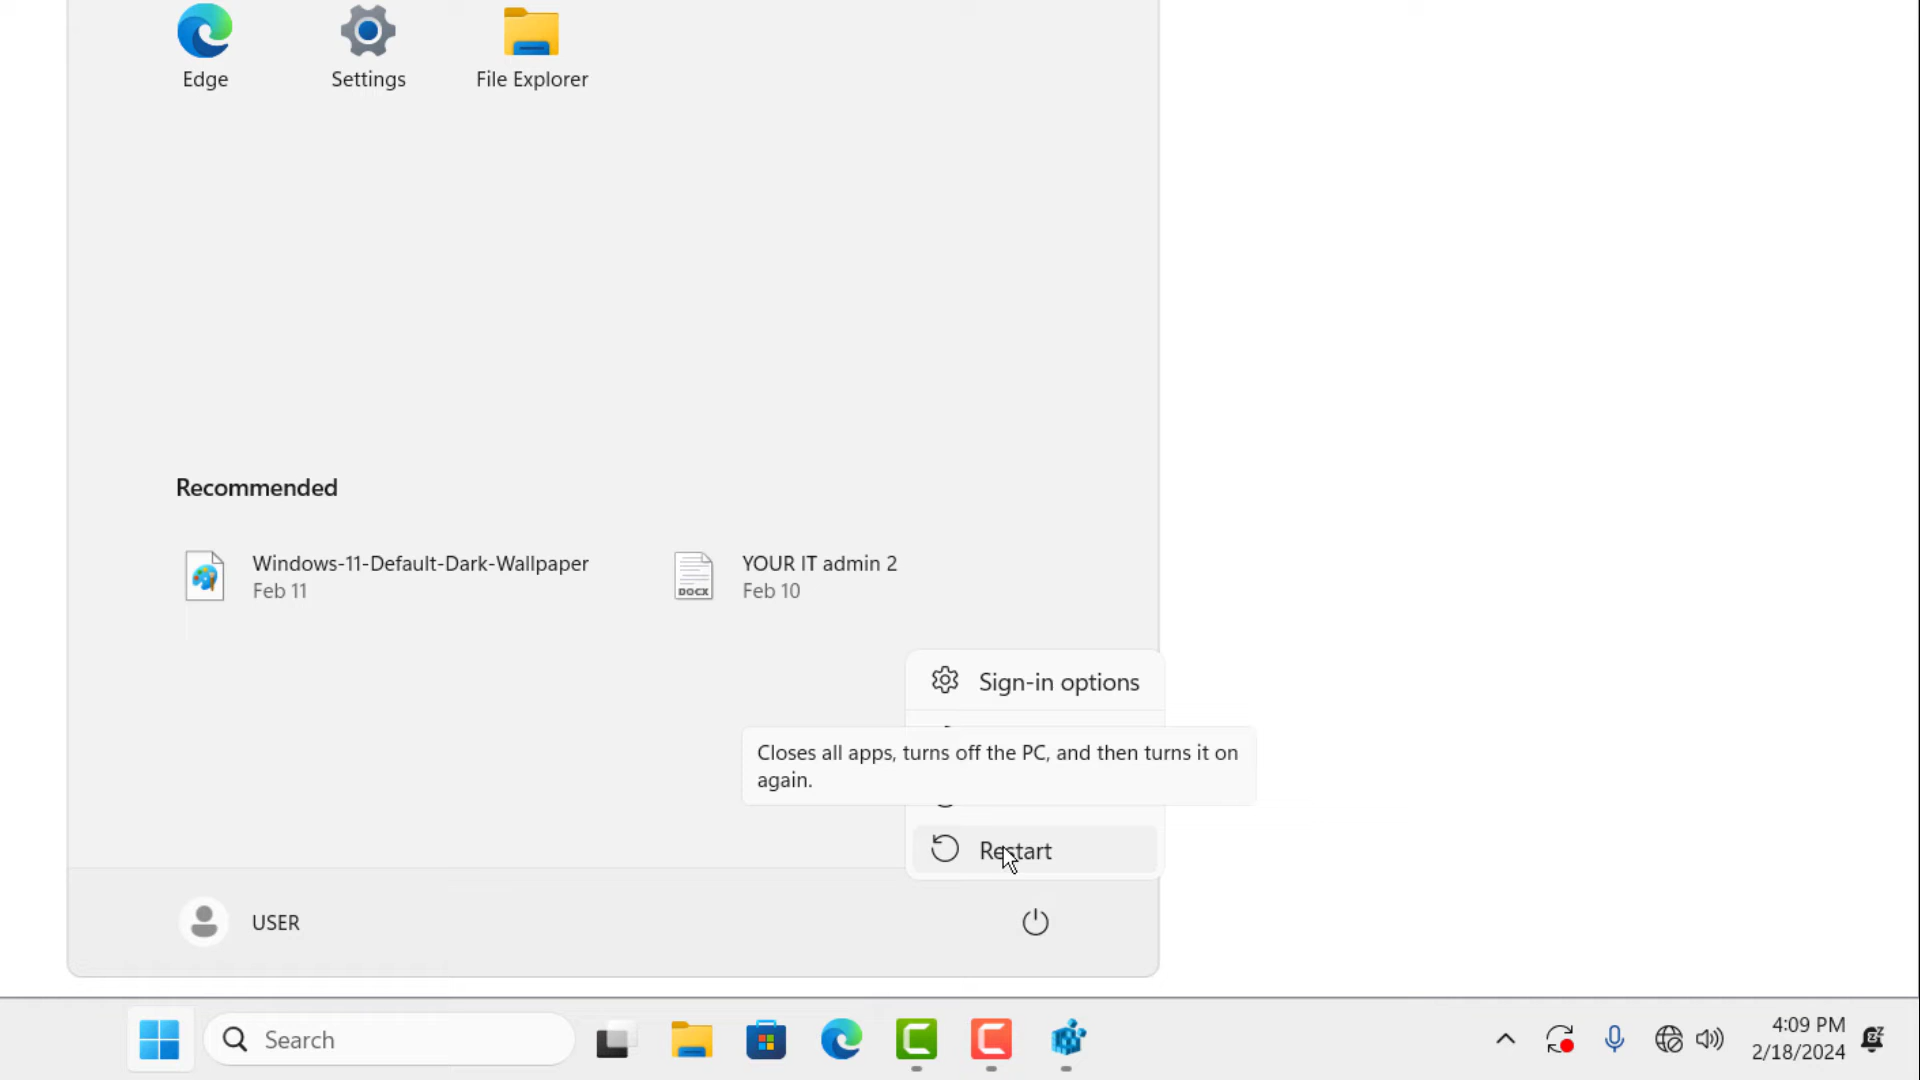 Edge
Settings
File Explorer
Recommended
Windows-11-Default-Dark-Wallpaper
Feb 11
YOUR IT admin 2
Feb 10
DOCX
Sign-in options
Closes all apps, turns off the PC, and then turns it on
again.
Restart
USER
Search
4:09 PM
2/18/2024